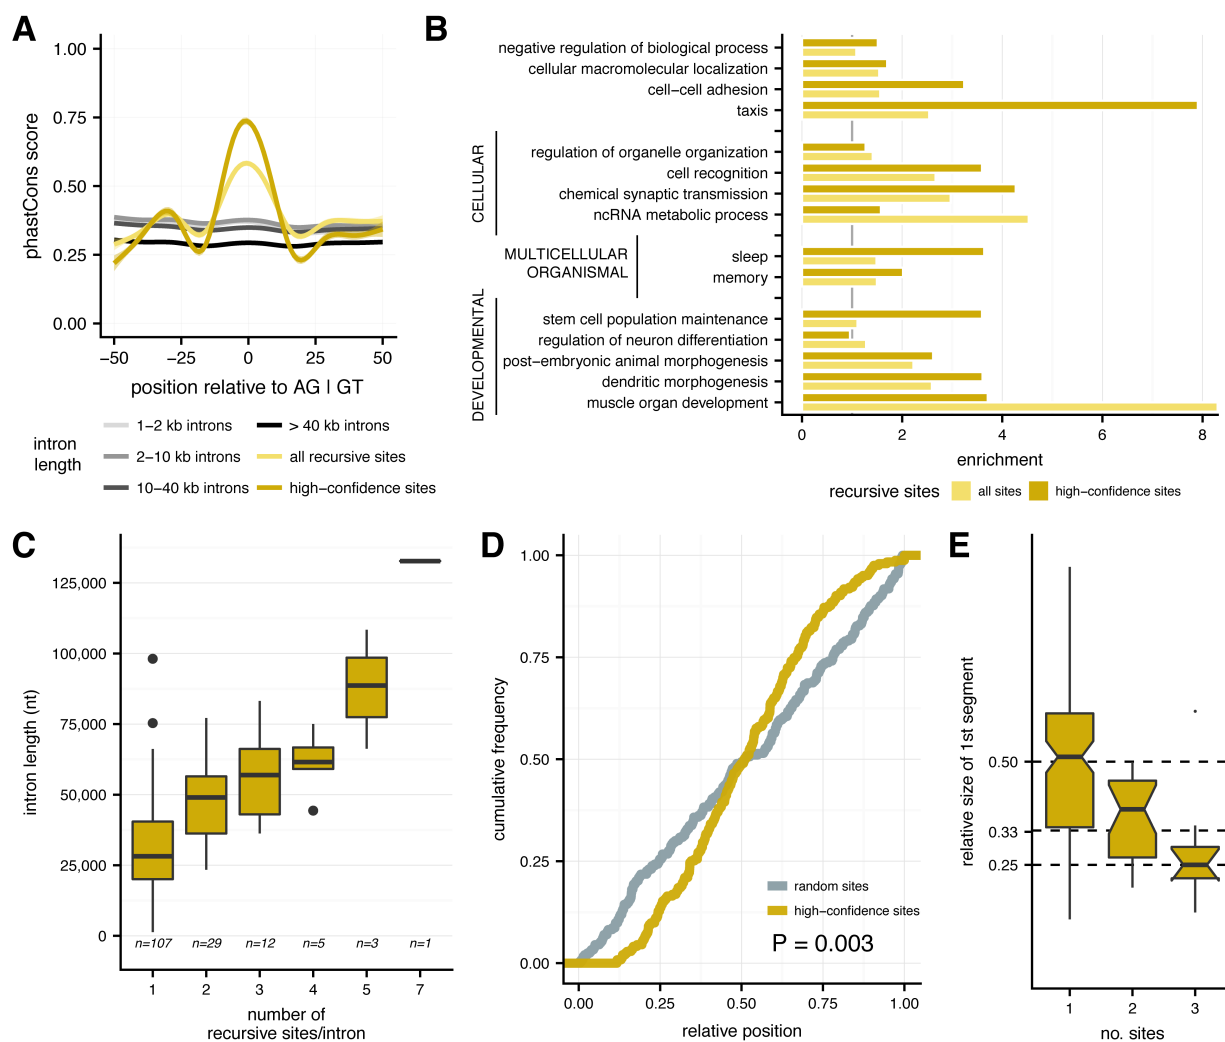 A
1.00
0.75
0.50
0.25
0.00
phastCons score
−50
−25
0
25
50
position relative to AG | GT
intron
length
1−2 kb introns
2−10 kb introns
10−40 kb introns
> 40 kb introns
all recursive sites
high−confidence sites
B
negative regulation of biological process
cellular macromolecular localization
cell−cell adhesion
taxis
CELLULAR
regulation of organelle organization
cell recognition
chemical synaptic transmission
ncRNA metabolic process
MULTICELLULAR
ORGANISMAL
sleep
memory
DEVELOPMENTAL
stem cell population maintenance
regulation of neuron differentiation
post−embryonic animal morphogenesis
dendritic morphogenesis
muscle organ development
0
2
4
6
8
enrichment
recursive sites
all sites
high−confidence sites
C
125,000
100,000
75,000
50,000
25,000
0
intron length (nt)
n=107
n=29
n=12
n=5
n=3
n=1
1
2
3
4
5
7
number of
recursive sites/intron
D
1.00
0.75
0.50
0.25
0.00
cumulative frequency
random sites
high−confidence sites
P = 0.003
0.00
0.25
0.50
0.75
1.00
relative position
E
relative size of 1st segment
0.50
0.33
0.25
1
2
3
no. sites